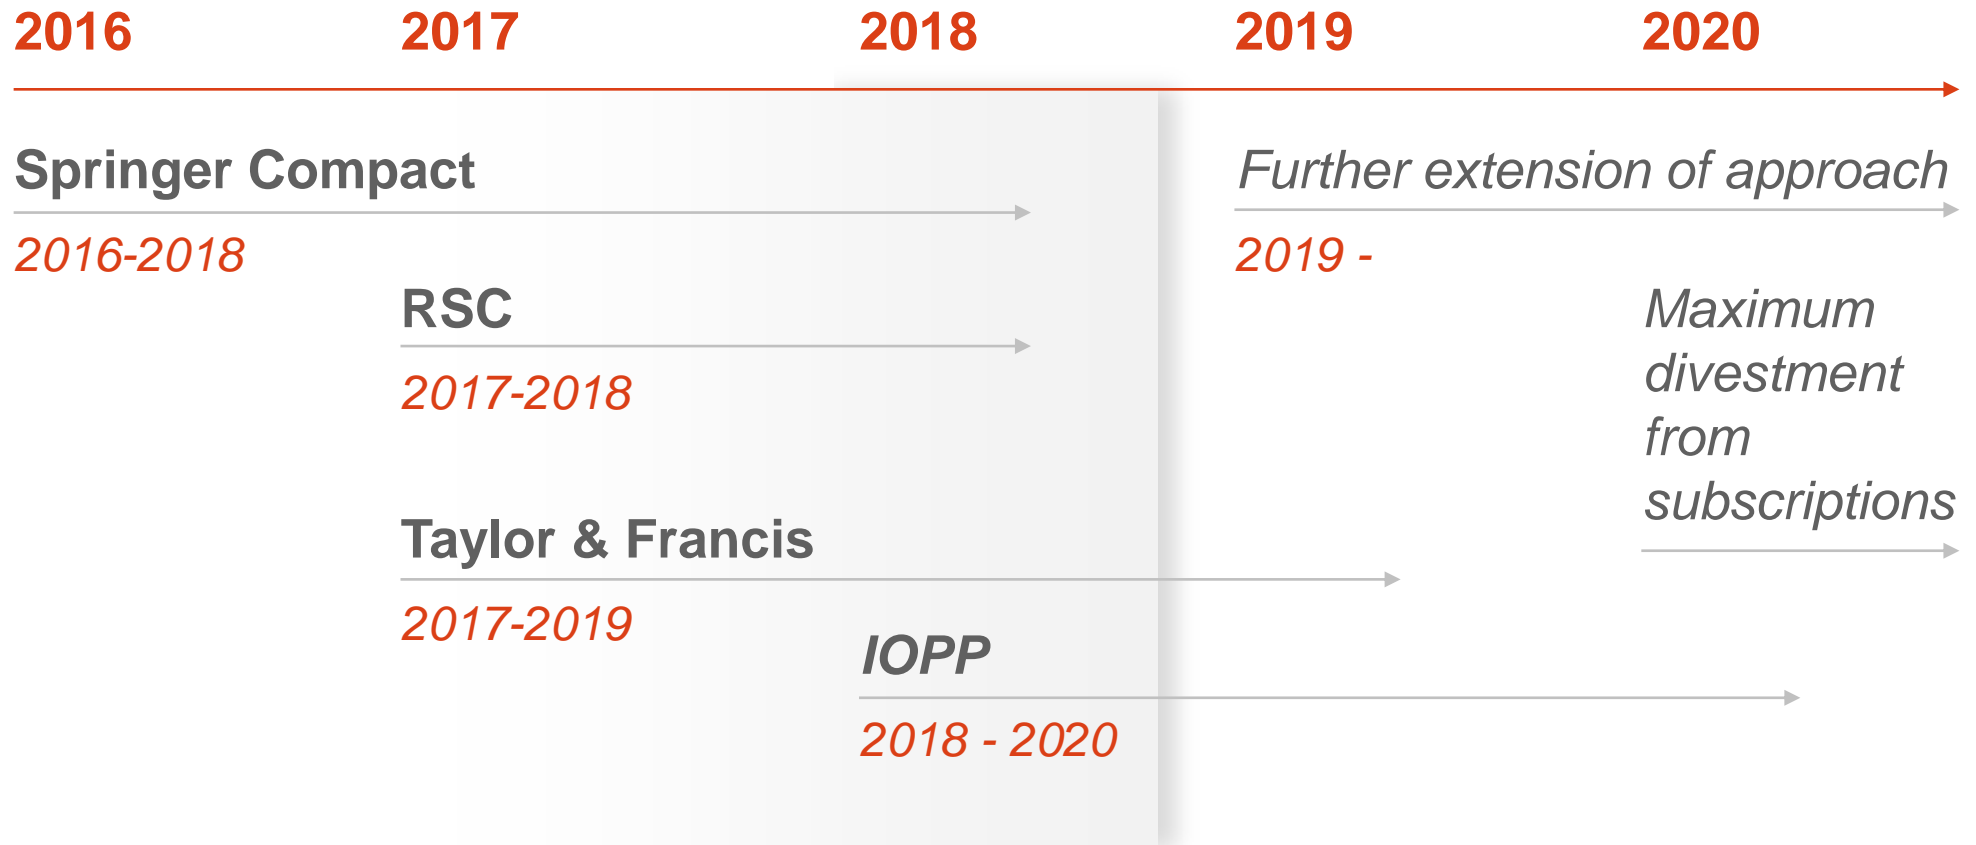 2016 2017 2018 2019 2020
Springer Compact
2016-2018
RSC
2017-2018
Taylor & Francis
2017-2019
IOPP
2018 - 2020
Further extension of approach
2019 -
Maximum
divestment
from
subscriptions